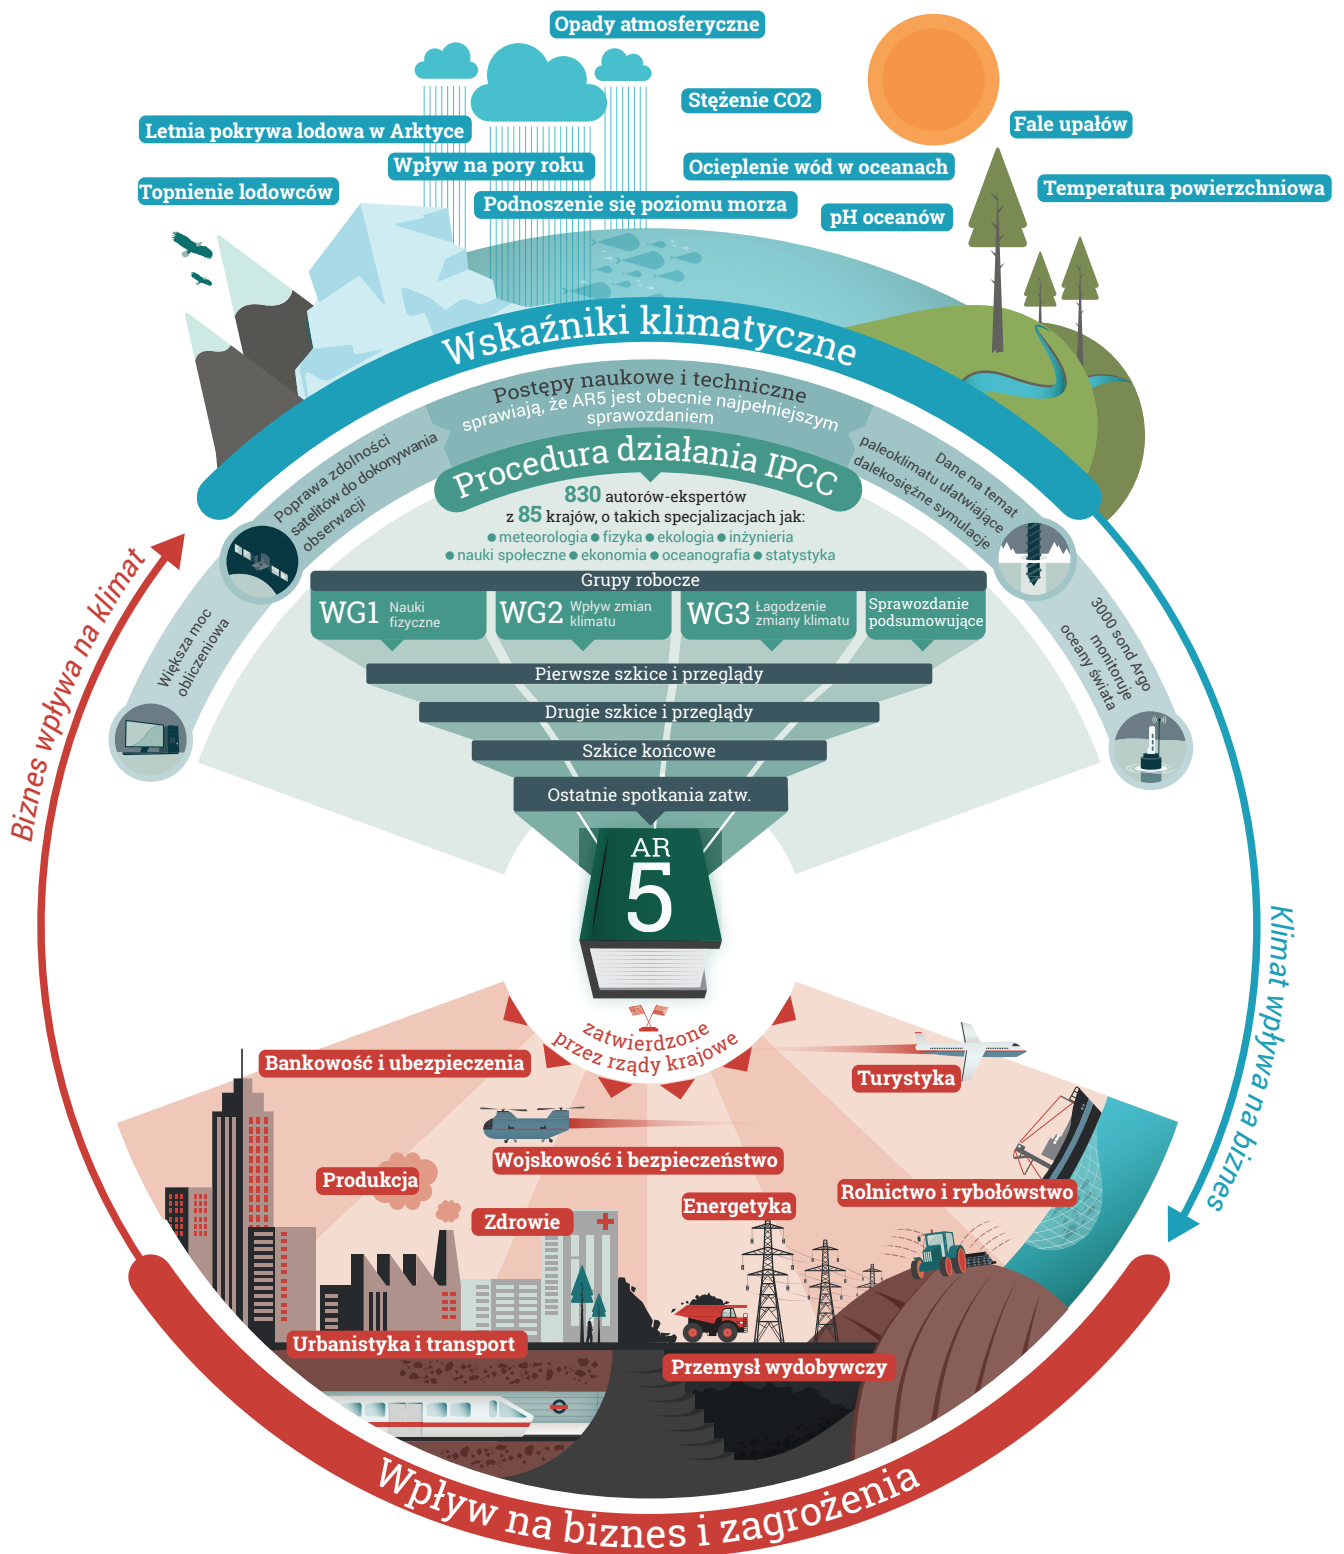 Opady atmosferyczne
Stężenie CO2
Letnia pokrywa lodowa w Arktyce
Fale upałów
Wpływ na pory roku
Ocieplenie wód w oceanach
Topnienie lodowców
Temperatura powierzchniowa
Podnoszenie się poziomu morza
pH oceanów
Wskaźniki klimatyczne
Postępy naukowe i techniczne
sprawiają, że AR5 jest obecnie najpełniejszym
sprawozdaniem
Poprawa zdolności
satelitów do dokonywania
obserwacji
Większa moc
obliczeniowa
Dane na temat
paleoklimatu ułatwiające
dalekosiężne symulacje
3000 sond Argo
monitoruje
oceany świata
Procedura działania IPCC
830 autorów-ekspertów
z 85 krajów, o takich specjalizacjach jak:
● meteorologia ● fizyka ● ekologia ● inżynieria
● nauki społeczne ● ekonomia ● oceanografia ● statystyka
Grupy robocze
WG1 Nauki
fizyczne
WG2 Wpływ zmian
klimatu
WG3 Łagodzenie
zmiany klimatu
Sprawozdanie
podsumowujące
Pierwsze szkice i przeglądy
Drugie szkice i przeglądy
Szkice końcowe
Ostatnie spotkania zatw.
AR
5
zatwierdzone
przez rządy krajowe
Biznes wpływa na klimat
Klimat wpływa na biznes
Bankowość i ubezpieczenia
Turystyka
Wojskowość i bezpieczeństwo
Produkcja
Rolnictwo i rybołówstwo
Energetyka
Zdrowie
Urbanistyka i transport
Przemysł wydobywczy
Wpływ na biznes i zagrożenia